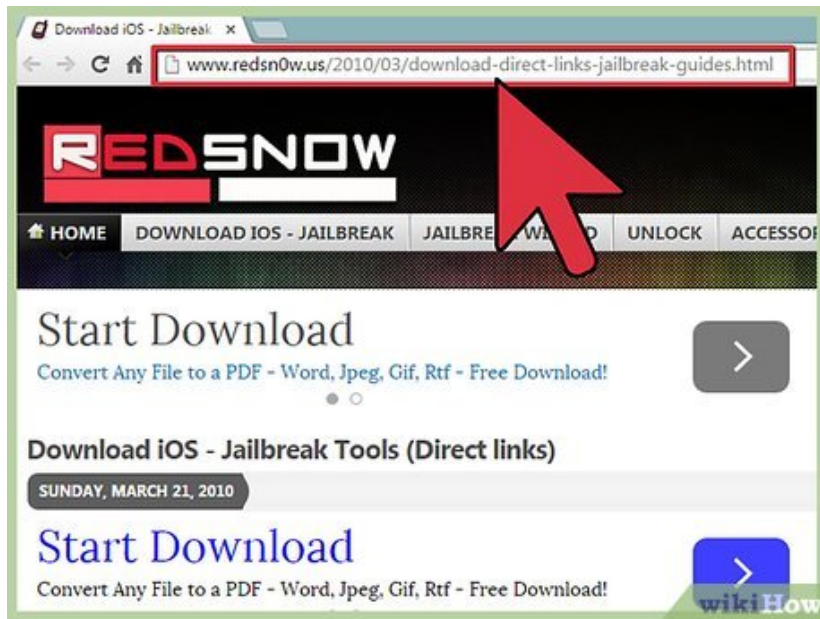 Download iOS - Jailbreak
www.redsn0w.us/2010/03/download-direct-links-jailbreak-guides.html
REDSNOW
HOME DOWNLOAD IOS - JAILBREAK UNLOCK
Start Download
Convert Any File to a PDF - Word, Jpeg, Gif, Rtf - Free Download!
Download iOS - Jailbreak Tools (Direct links)
SUNDAY, MARCH 21, 2010
Start Download
Convert Any File to a PDF - Word, Jpeg, Gif, Rtf - Free Download!
wikiHow